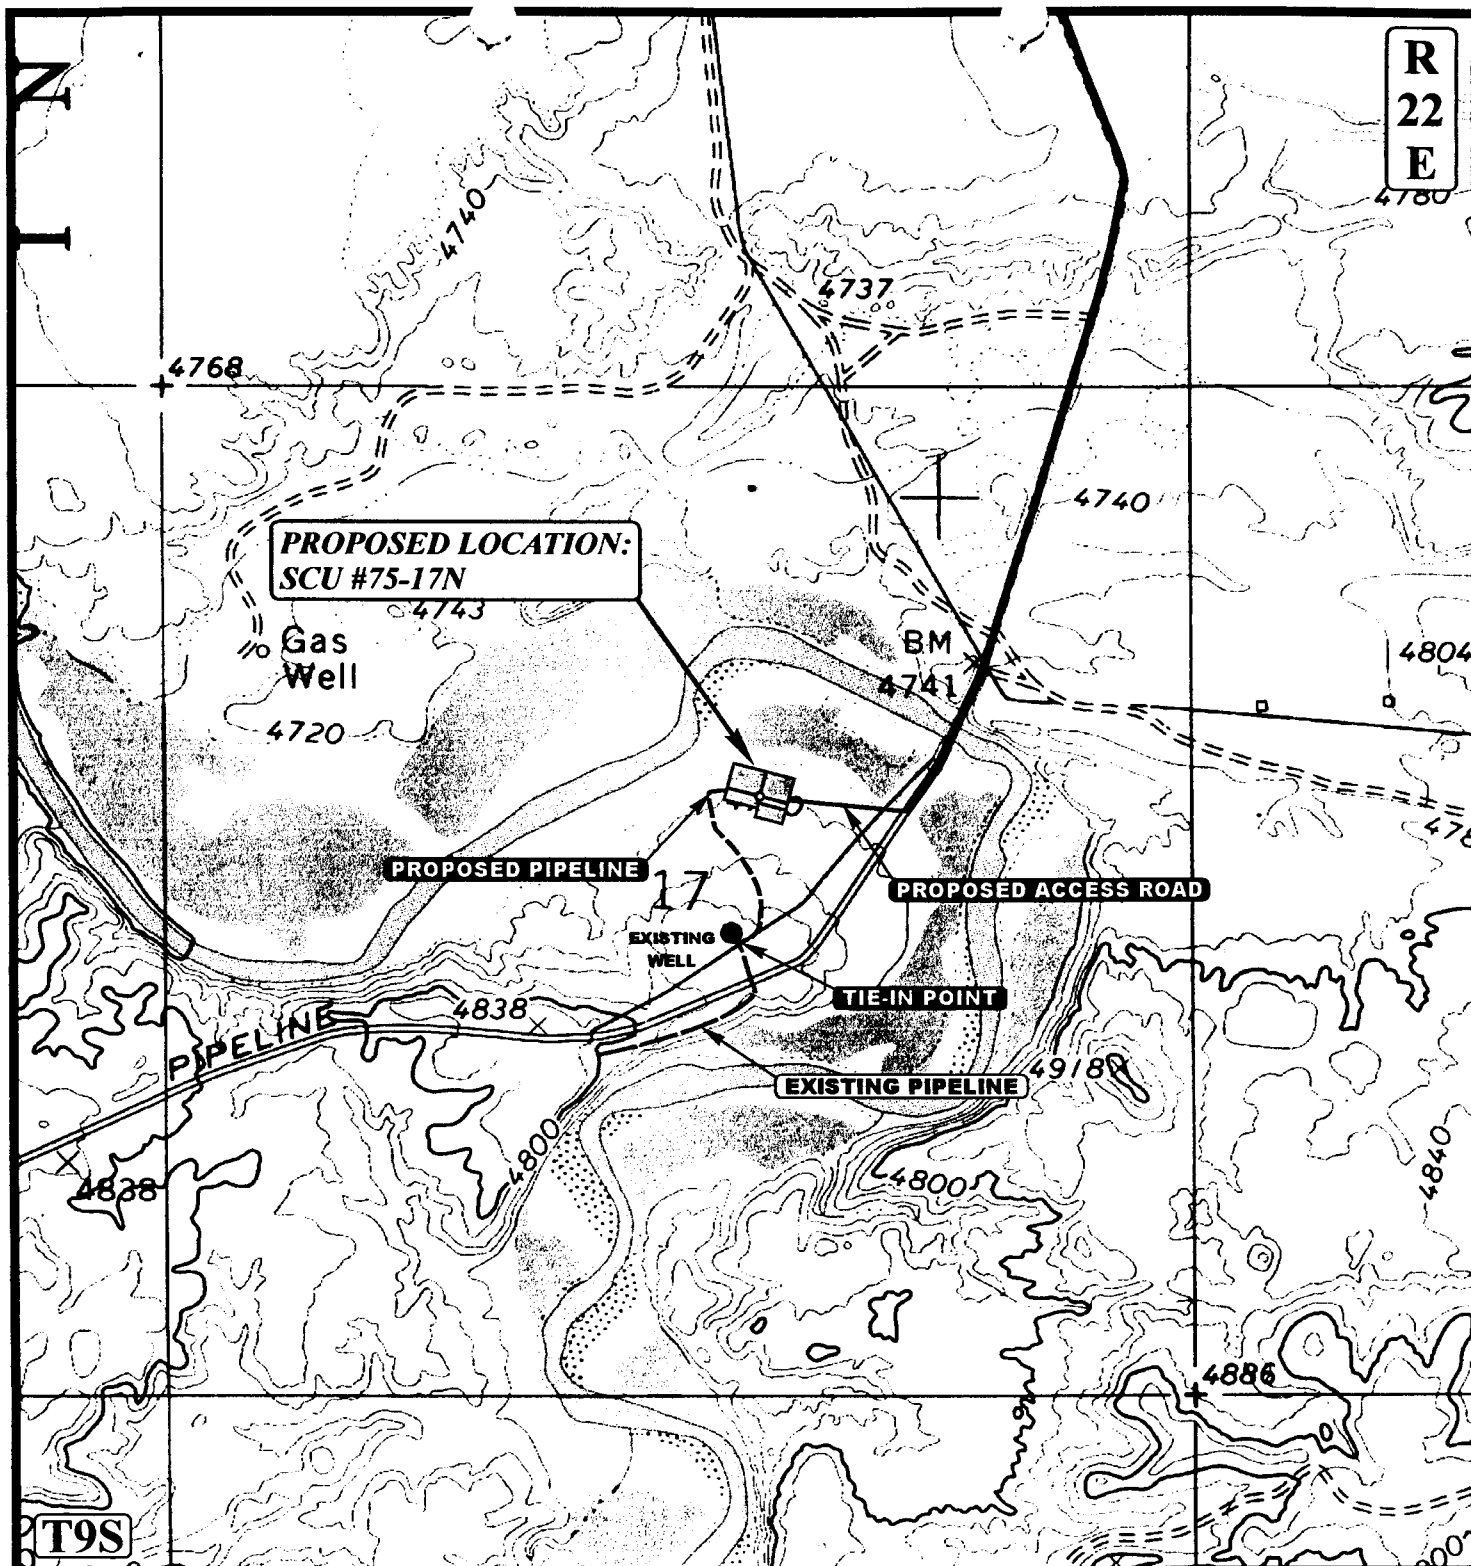 N
I
R
22
E
4780
4740
4737
4768
4740
PROPOSED LOCATION:
SCU #75-17N
4743
Gas
Well
BM
4741
4804
4720
PROPOSED PIPELINE
17
PROPOSED ACCESS ROAD
EXISTING
WELL
TIE-IN POINT
4838
PIPELINE
EXISTING PIPELINE
4918
4800
4800
4840
4838
4886
T9S